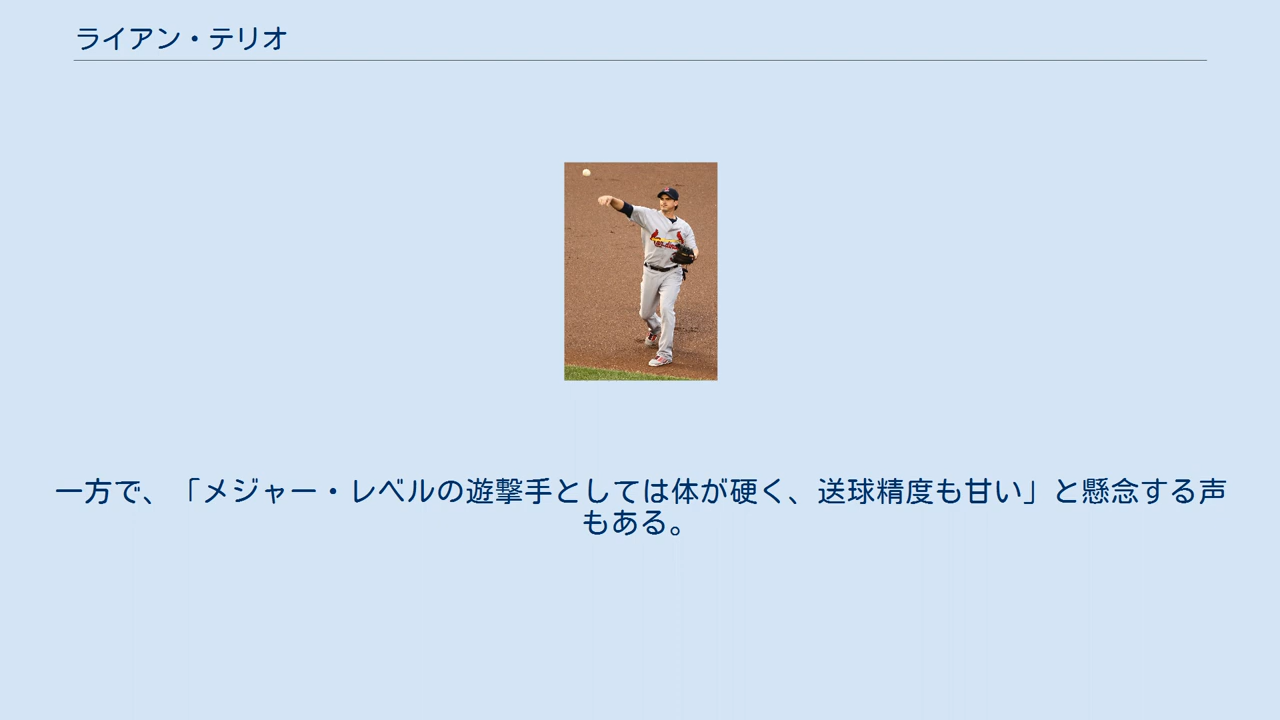 ライアン・テリオ
Cardinals
一方で、「メジャー・レベルの遊撃手としては体が硬く、送球精度も甘い」と懸念する声
もある。